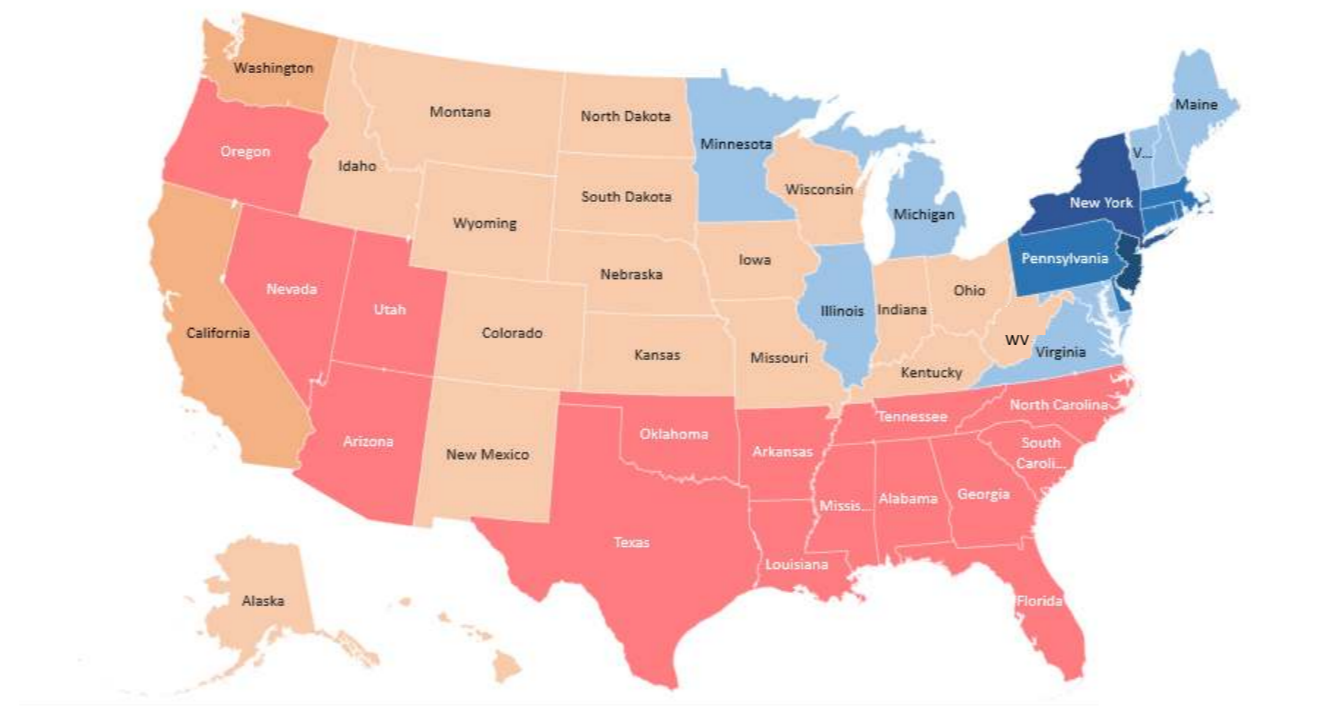 Washington
Montana
North Dakota
Minnesota
Maine
Oregon
Idaho
V...
Wisconsin
South Dakota
New York
Michigan
Wyoming
Iowa
Pennsylvania
Nebraska
Nevada
Ohio
Utah
Illinois
Indiana
California
Colorado
WV
Virginia
Kansas
Missouri
Kentucky
North Carolina
Tennessee
Oklahoma
Arizona
South
Caroli...
Arkansas
New Mexico
Georgia
Alabama
Missis...
Texas
Louisiana
Alaska
Florida